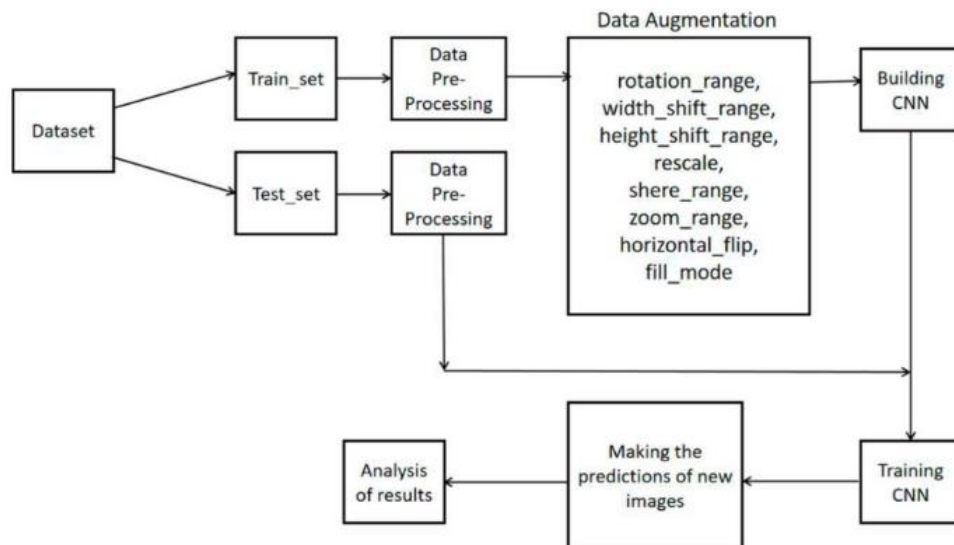 Data Augmentation
Dataset
Train_set
Data
Pre-
Processing
rotation_range,
width_shift_range,
height_shift_range,
rescale,
shere_range,
zoom_range,
horizontal_flip,
fill_mode
Building
CNN
Test_set
Data
Pre-
Processing
Training
CNN
Making the
predictions of new
images
Analysis
of results